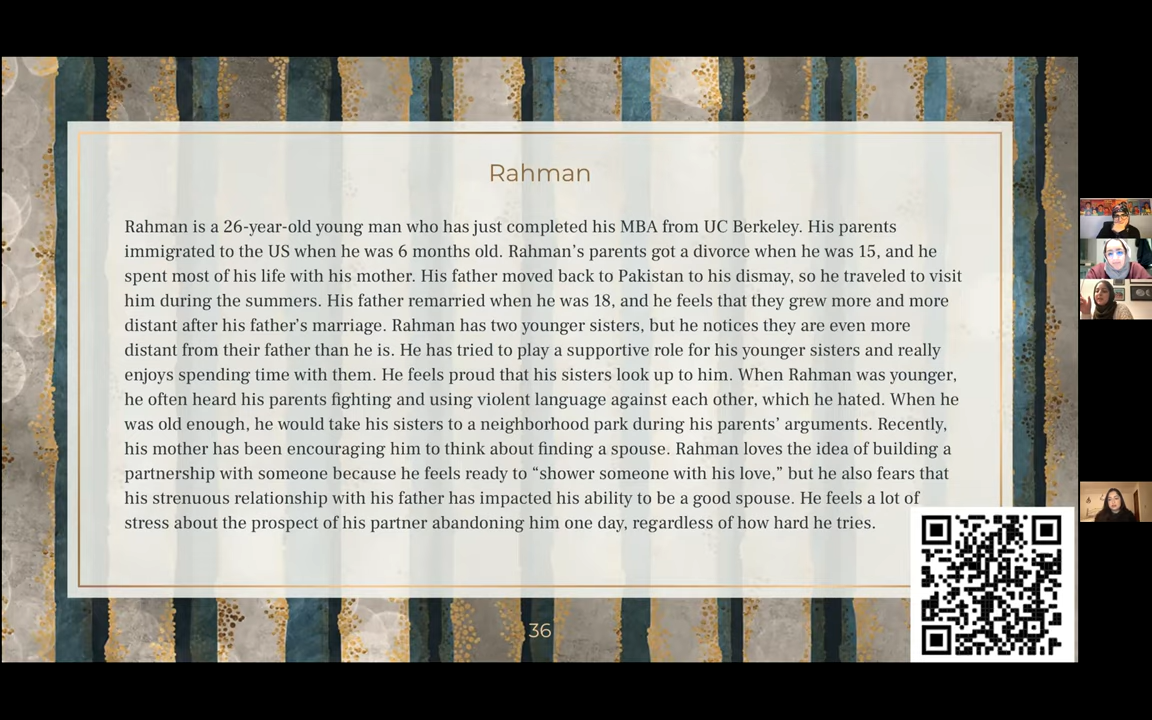 Rahman
Rahman is a 26-year-old young man who has just completed his MBA from UC Berkeley. His parents
immigrated to the US when he was 6 months old. Rahman’s parents got a divorce when he was 15, and he
spent most of his life with his mother. His father moved back to Pakistan to his dismay, so he traveled to visit
him during the summers. His father remarried when he was 18, and he feels that they grew more and more
distant after his father’s marriage. Rahman has two younger sisters, but he notices they are even more
distant from their father than he is. He has tried to play a supportive role for his younger sisters and really
enjoys spending time with them. He feels proud that his sisters look up to him. When Rahman was younger,
he often heard his parents fighting and using violent language against each other, which he hated. When he
was old enough, he would take his sisters to a neighborhood park during his parents’ arguments. Recently,
his mother has been encouraging him to think about finding a spouse. Rahman loves the idea of building a
partnership with someone because he feels ready to “shower someone with his love,” but he also fears that
his strenuous relationship with his father has impacted his ability to be a good spouse. He feels a lot of
stress about the prospect of his partner abandoning him one day, regardless of how hard he tries.
36